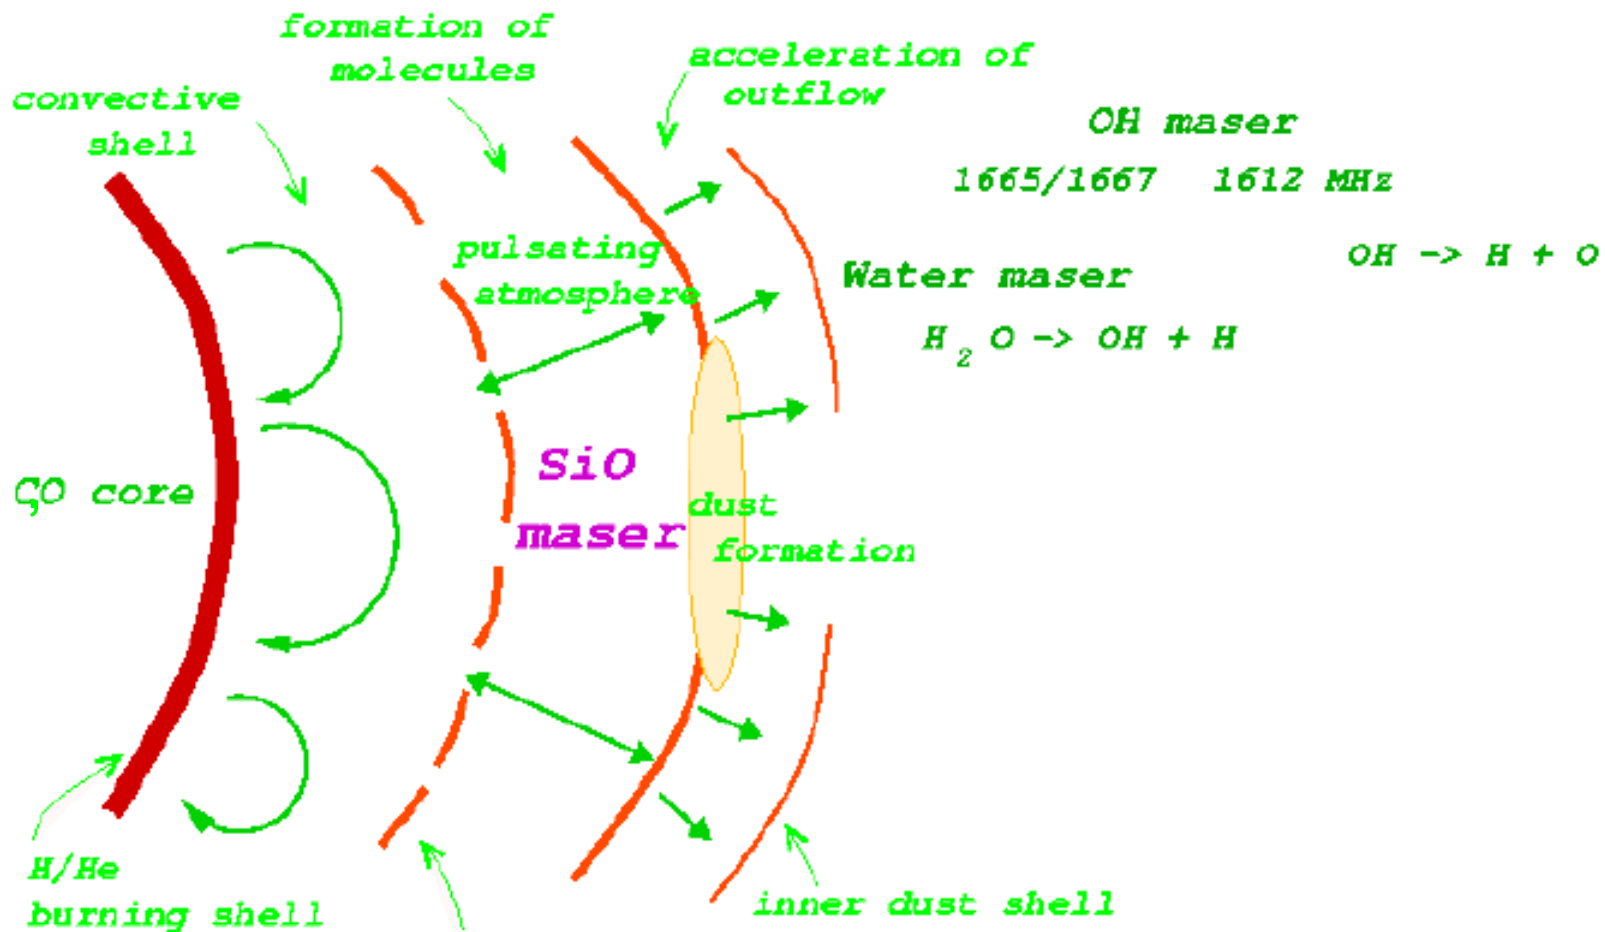 formation of
molecules
acceleration of
outflow
convective
shell
OH maser
1665/1667 1612 MHz
pulsating
atmosphere
OH -> H + O
Water maser
H2O -> OH + H
SiO
maser
CO core
dust
formation
H/He
burning shell
inner dust shell